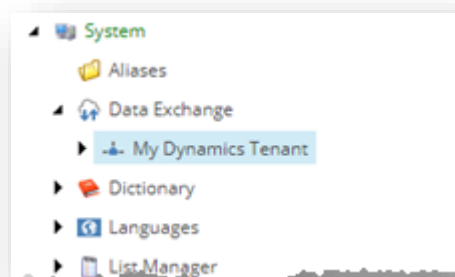 System
Aliases
Data Exchange
My Dynamics Tenant
Dictionary
Languages
List Manager